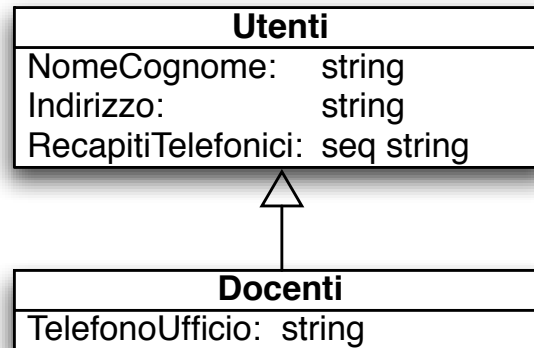 Utenti
NomeCognome: string
Indirizzo: string
RecapitiTelefonici: seq string
Docenti
TelefonoUfficio: string